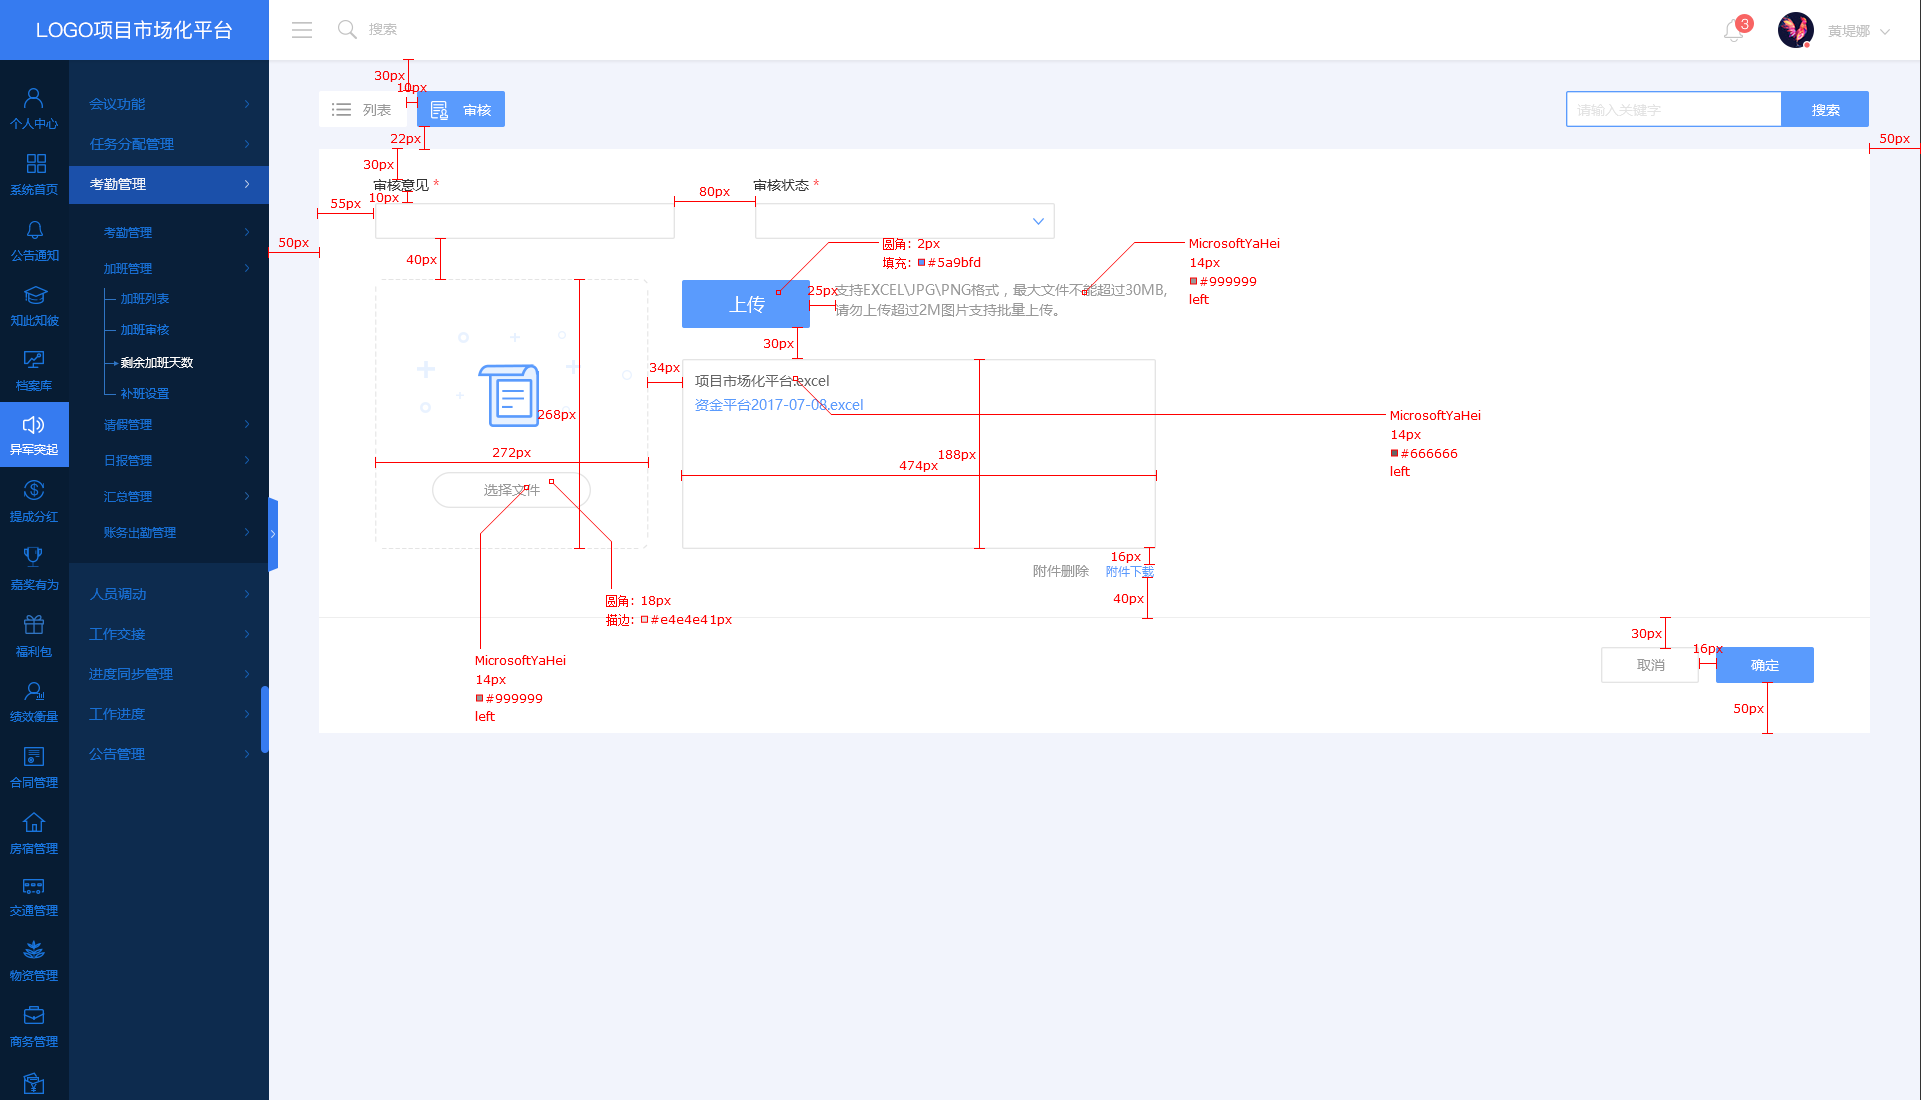 LOGO项目市场化平台
搜索
3
黄堤娜
个人中心
系统首页
公告通知
知此知彼
档案库
异军突起
提成分红
嘉奖有为
福利包
绩效衡量
合同管理
房宿管理
交通管理
物资管理
商务管理
会议功能
任务分配管理
考勤管理
考勤管理
加班管理
加班列表
加班审核
剩余加班天数
补班设置
请假管理
日报管理
汇总管理
账务出勤管理
人员调动
工作交接
进度同步管理
工作进度
公告管理
30px
10px
列表
审核
请输入关键字
搜索
22px
50px
30px
审核意见 *
审核状态 *
10px
80px
55px
50px
40px
圆角：2px
填充：#5a9bfd
MicrosoftYaHei
14px
#999999
left
上传
25px
支持EXCEL\JPG\PNG格式，最大文件不能超过30MB,
请勿上传超过2M图片支持批量上传。
30px
34px
项目市场化平台.excel
资金平台2017-07-08.excel
268px
272px
188px
474px
MicrosoftYaHei
14px
#666666
left
选择文件
16px
附件删除
附件下载
40px
圆角：18px
描边：#e4e4e41px
30px
16px
取消
确定
50px
MicrosoftYaHei
14px
#999999
left